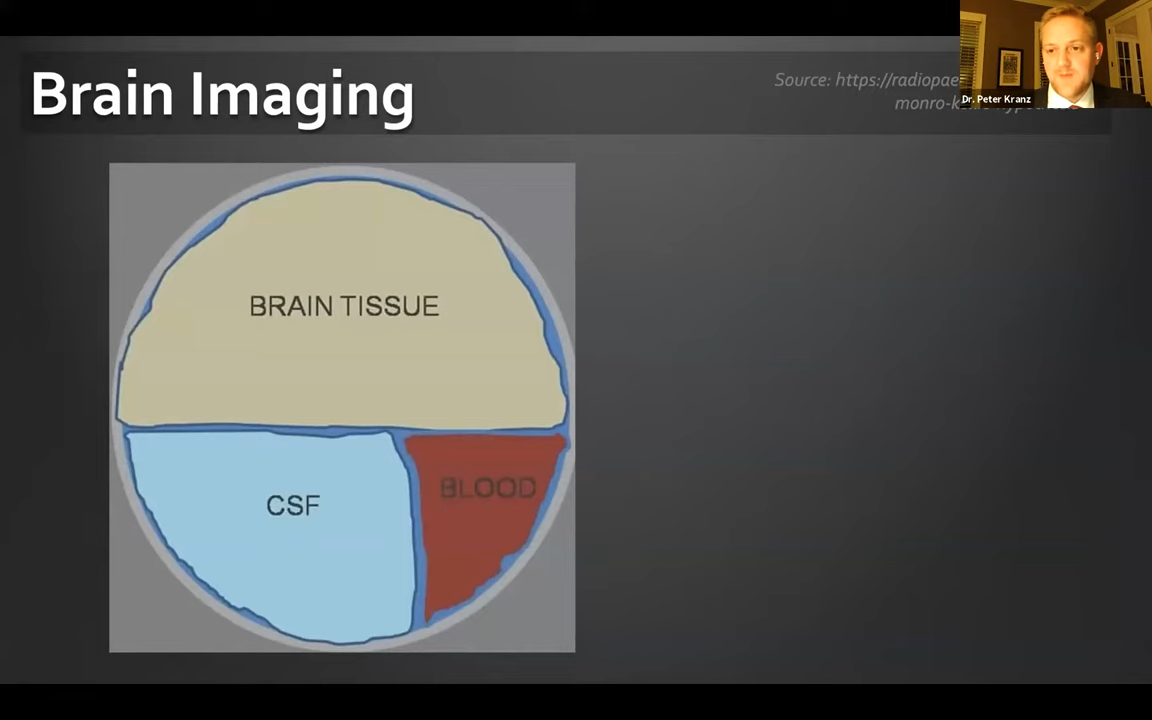 Brain Imaging
Source: https://radiopae
monro-k
Dr. Peter Kranz
BRAIN TISSUE
CSF
BLOOD